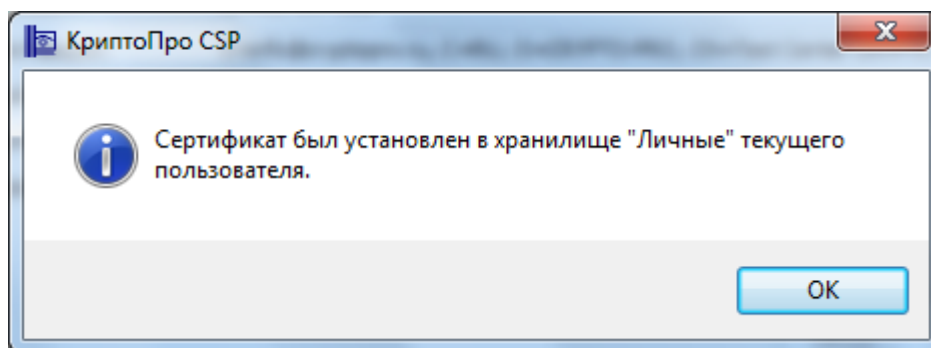 КриптоПро CSP
Сертификат был установлен в хранилище "Личные" текущего
пользователя.
OK